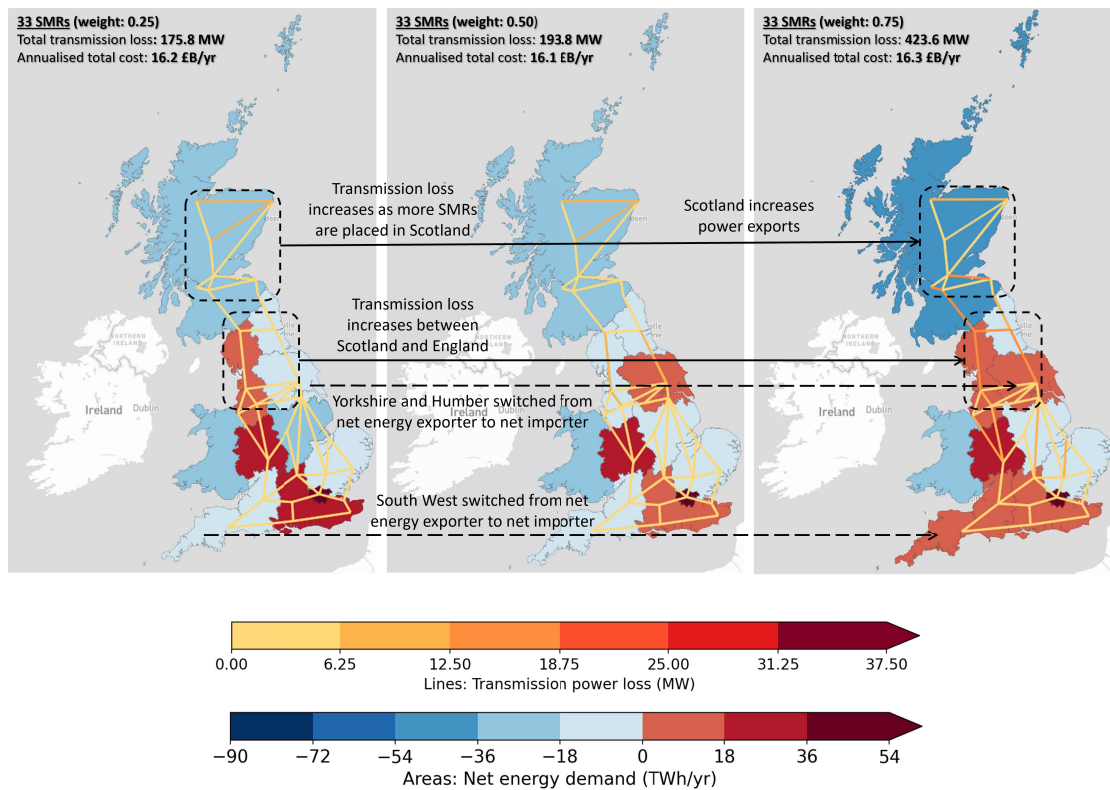 33 SMRs (weight: 0.25)
Total transmission loss: 175.8 MW
Annualised total cost: 16.2 £B/yr
33 SMRs (weight: 0.50)
Total transmission loss: 193.8 MW
Annualised total cost: 16.1 £B/yr
33 SMRs (weight: 0.75)
Total transmission loss: 423.6 MW
Annualised total cost: 16.3 £B/yr
Transmission loss
increases as more SMRs
are placed in Scotland
Scotland increases
power exports
Transmission loss
increases between
Scotland and England
Yorkshire and Humber switched from
net energy exporter to net importer
South West switched from net
energy exporter to net importer
NORTHERN
IRELAND
Ireland
Dublin
NORTHERN
IRELAND
Ireland
Dublin
0.00 6.25 12.50 18.75 25.00 31.25 37.50
Lines: Transmission power loss (MW)
−90 −72 −54 −36 −18 0 18 36 54
Areas: Net energy demand (TWh/yr)